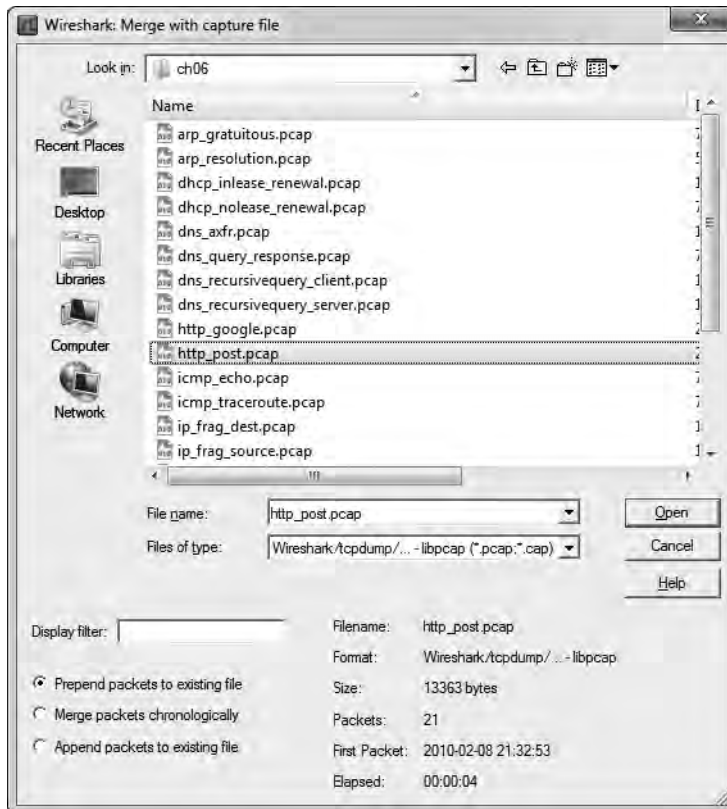 Wireshark: Merge with capture file
Look in: ch06
Recent Places
Desktop
Libraries
Computer
Network
Name
arp_gratuitous.pcap
arp_resolution.pcap
dhcp_inlease_renewal.pcap
dhcp_nolease_renewal.pcap
dns_axfr.pcap
dns_query_response.pcap
dns_recursivequery_client.pcap
dns_recursivequery_server.pcap
http_google.pcap
http_post.pcap
icmp_echo.pcap
icmp_traceroute.pcap
ip_frag_dest.pcap
ip_frag_source.pcap
File name: http_post.pcap Open
Files of type: Wireshark/tcpdump/... - libpcap (*.pcap;*.cap) Cancel
Help
Display filter:
Prepend packets to existing file
Merge packets chronologically
Append packets to existing file
Filename: http_post.pcap
Format: Wireshark/tcpdump/... - libpcap
Size: 13363 bytes
Packets: 21
First Packet: 2010-02-08 21:32:53
Elapsed: 00:00:04